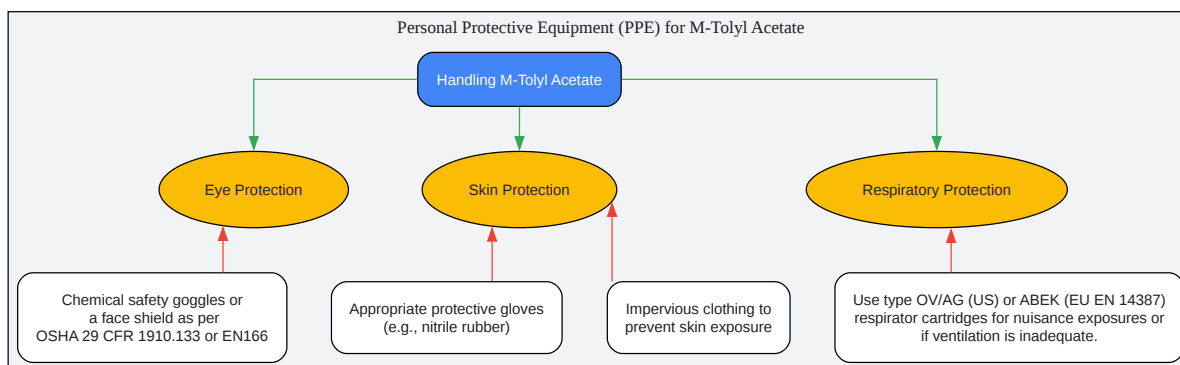 Personal Protective Equipment (PPE) for M-Tolyl Acetate
Handling M-Tolyl Acetate
Eye Protection
Skin Protection
Respiratory Protection
Chemical safety goggles or
a face shield as per
OSHA 29 CFR 1910.133 or EN166
Appropriate protective gloves
(e.g., nitrile rubber)
Impervious clothing to
prevent skin exposure
Use type OV/AG (US) or ABEK (EU EN 14387)
respirator cartridges for nuisance exposures or
if ventilation is inadequate.